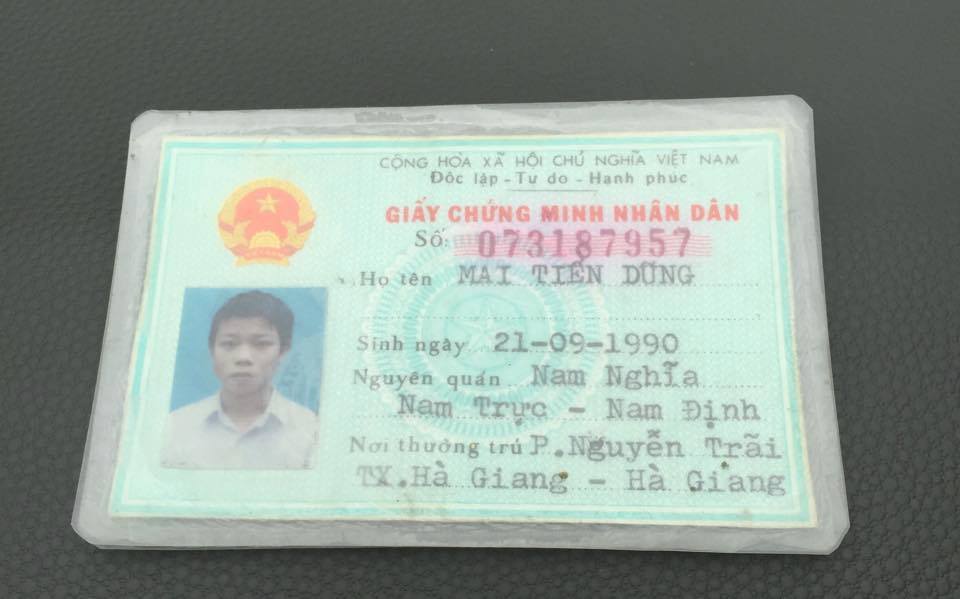 CỘNG HÒA XÃ HỘI CHỦ NGHĨA VIỆT NAM
Độc lập - Tự do - Hạnh phúc
GIẤY CHỨNG MINH NHÂN DÂN
Số: 073187957
Họ tên MAI TIẾN DŨNG
Sinh ngày 21-09-1990
Nguyên quán Nam Nghĩa
Nam Trực - Nam Định
Nơi thường trú P.Nguyễn Trãi
TX.Hà Giang - Hà Giang